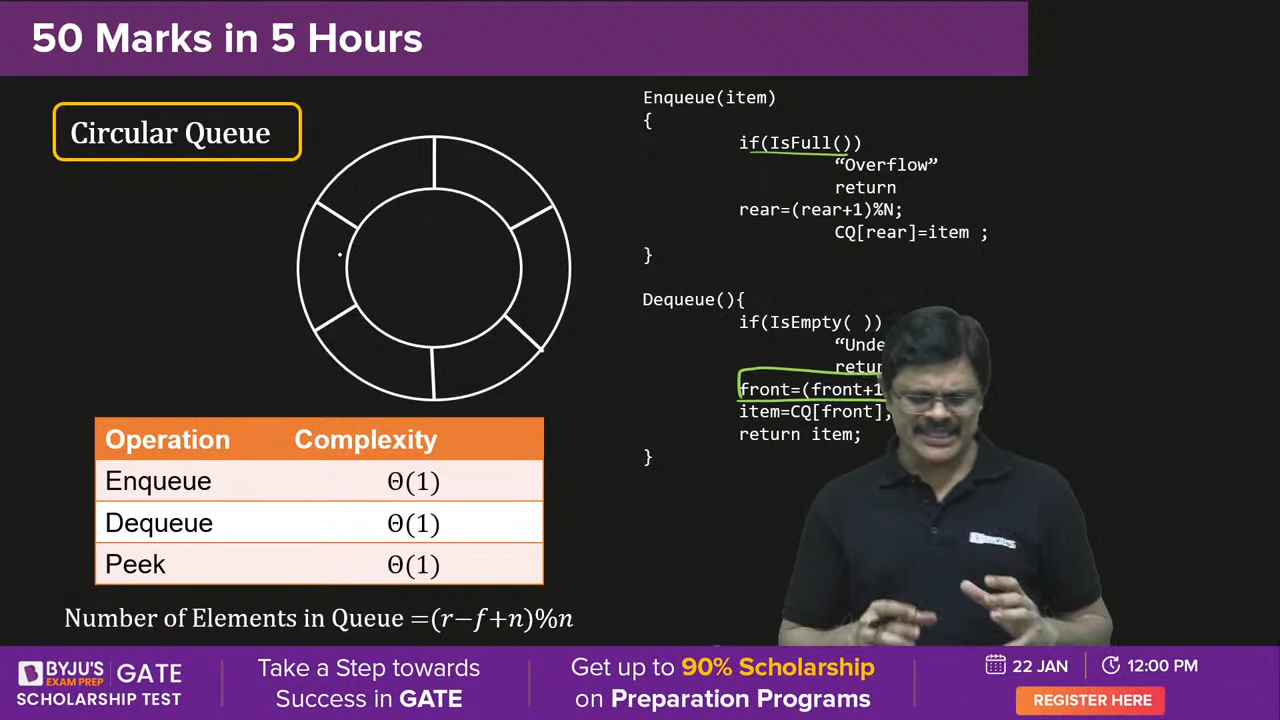 50 Marks in 5 Hours
Circular Queue
Enqueue(item)
{
if(IsFull())
“Overflow”
return
rear=(rear+1)%N;
CQ[rear]=item ;
}
Dequeue(){
if(IsEmpty( ))
front=(front+1
item=CQ[front];
return item;
}
Operation Complexity
Enqueue Θ(1)
Dequeue Θ(1)
Peek Θ(1)
Number of Elements in Queue =(r−f+n)%n
BYJU'S
EXAM PREP
GATE
SCHOLARSHIP TEST
Take a Step towards
Success in GATE
Get up to 90% Scholarship
on Preparation Programs
22 JAN
12:00 PM
REGISTER HERE